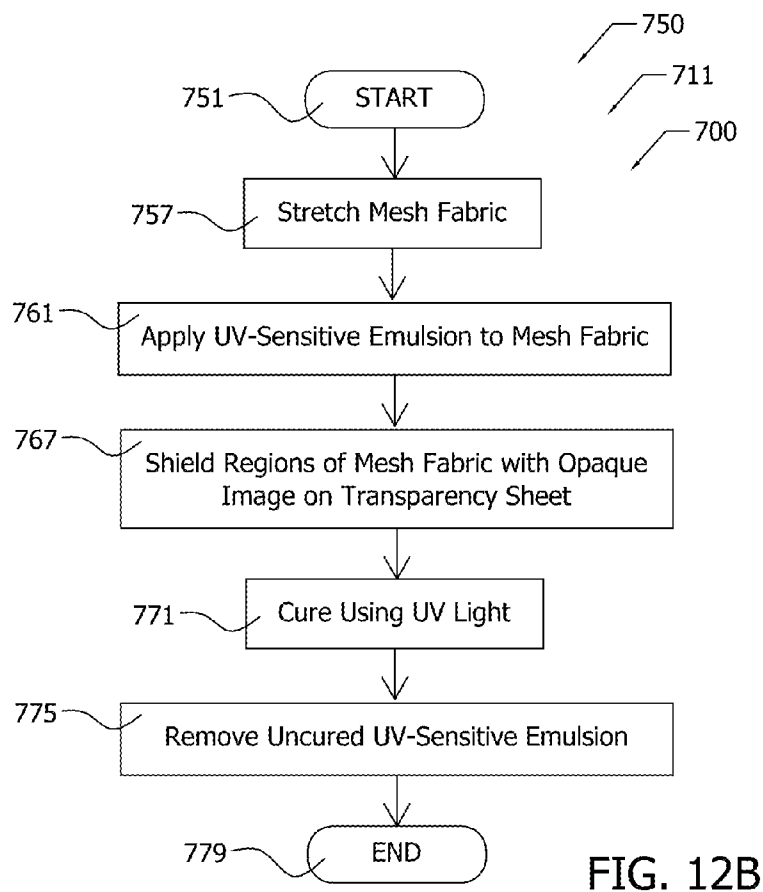 750
711
700
751
START
757
Stretch Mesh Fabric
761
Apply UV-Sensitive Emulsion to Mesh Fabric
767
Shield Regions of Mesh Fabric with Opaque
Image on Transparency Sheet
771
Cure Using UV Light
775
Remove Uncured UV-Sensitive Emulsion
779
END
FIG. 12B